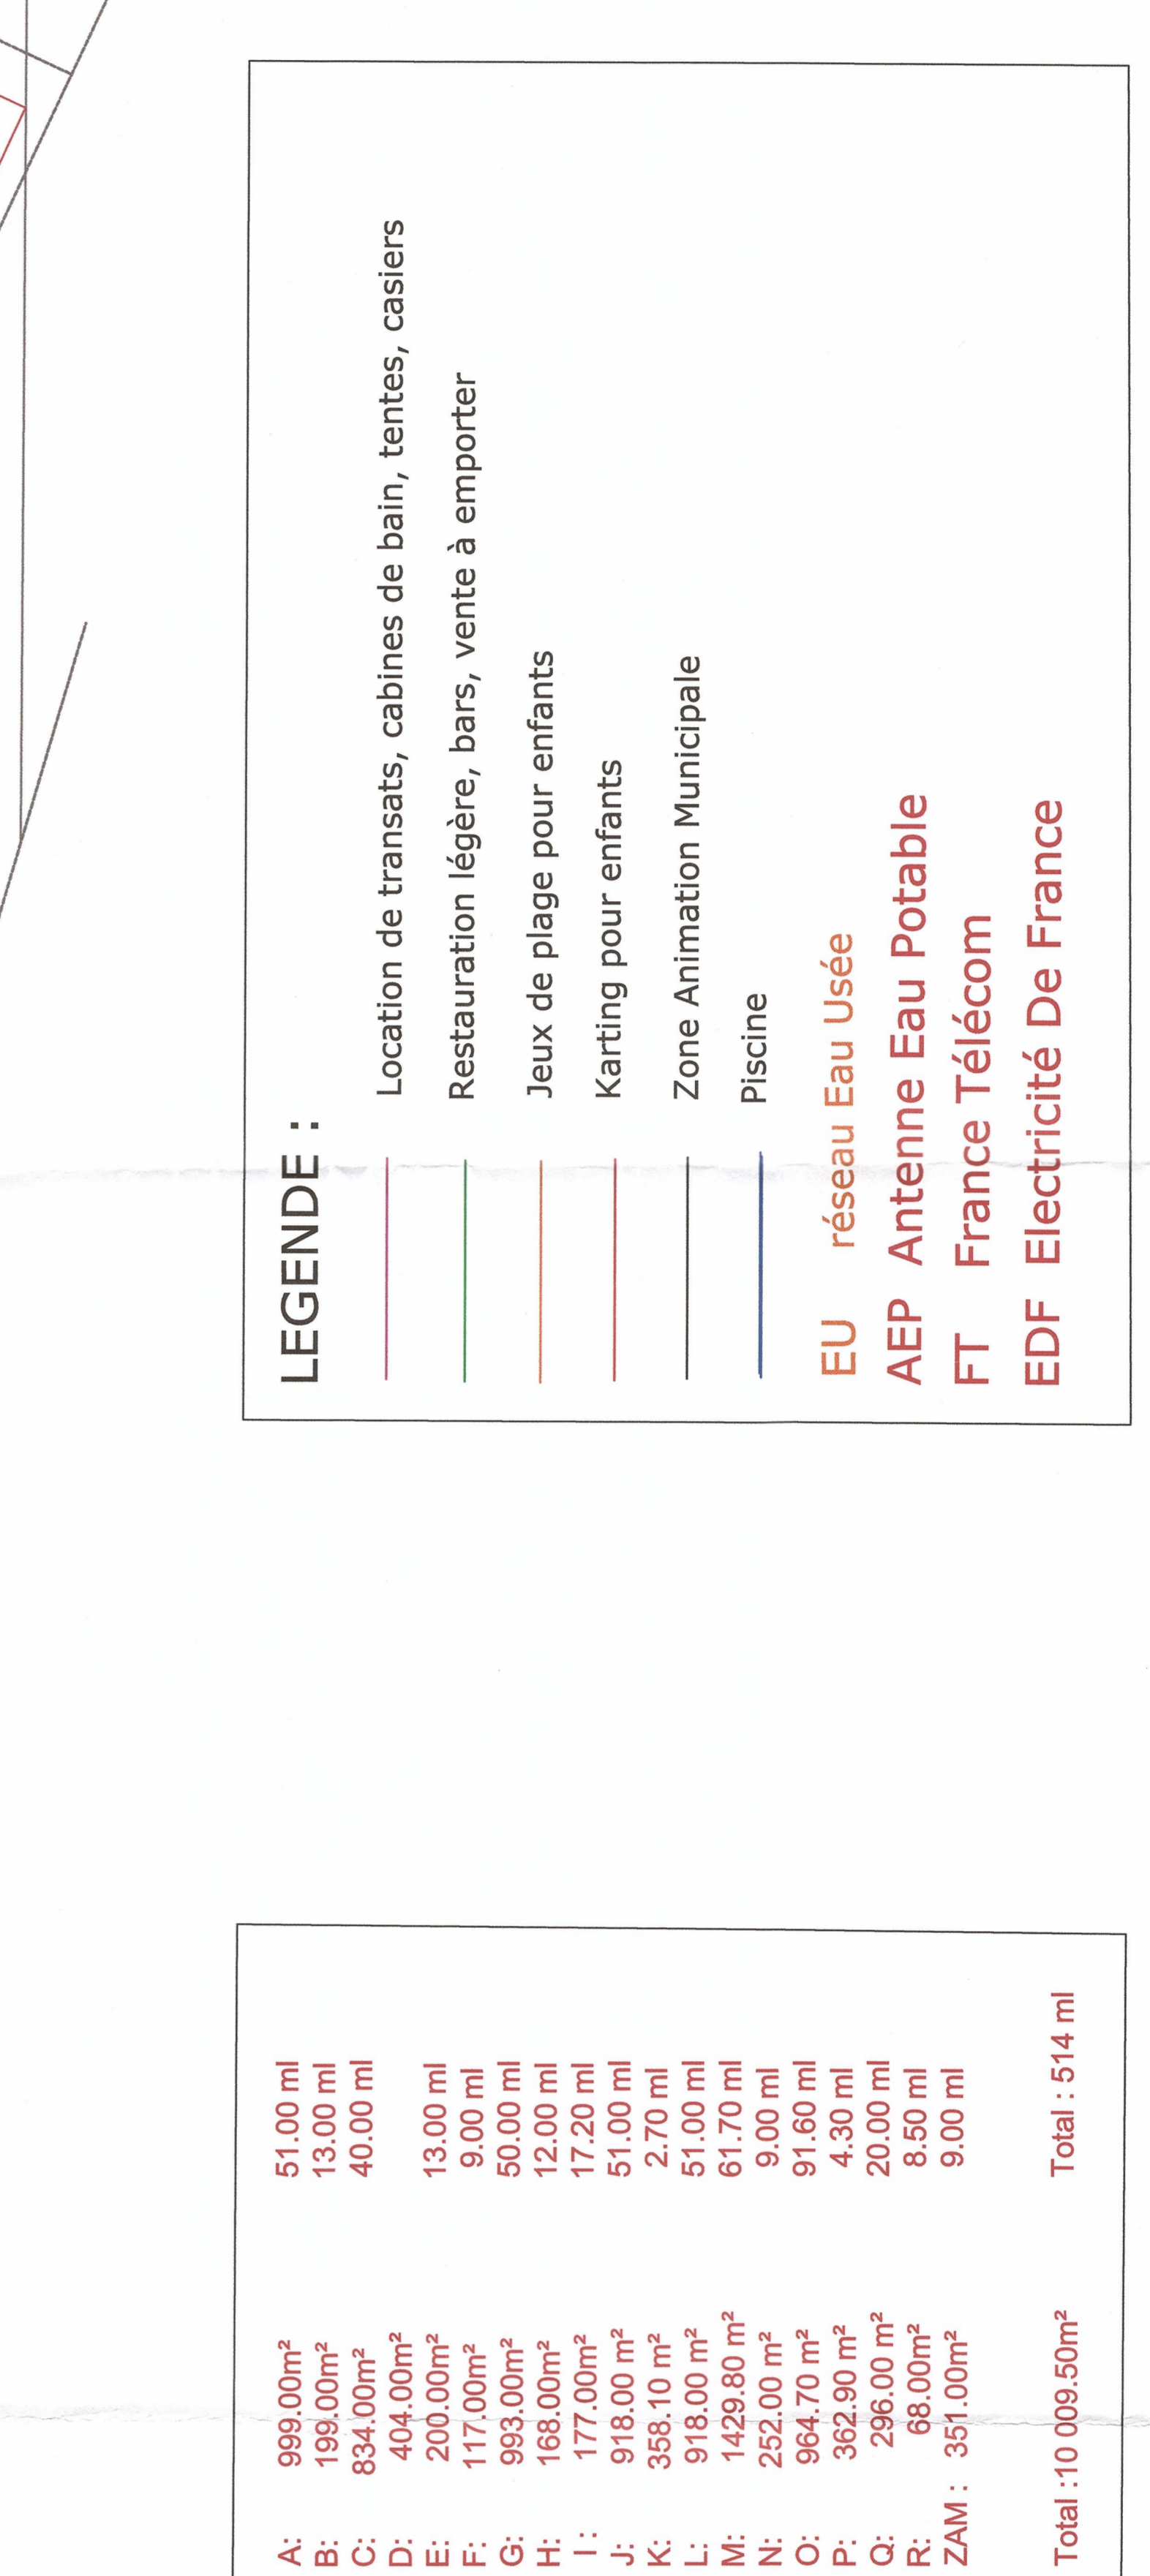 LEGENDE :
Location de transats, cabines de bain, tentes, casiers
Restauration légère, bars, vente à emporter
Jeux de plage pour enfants
Karting pour enfants
Zone Animation Municipale
Piscine
EU réseau Eau Usée
AEP Antenne Eau Potable
FT France Télécom
EDF Electricité De France
A: 999.00m² 51.00 ml
B: 199.00m² 13.00 ml
C: 834.00m² 40.00 ml
D: 404.00m²
E: 200.00m² 13.00 ml
F: 117.00m² 9.00 ml
G: 993.00m² 50.00 ml
H: 168.00m² 12.00 ml
I : 177.00m² 17.20 ml
J: 918.00 m² 51.00 ml
K: 358.10 m² 2.70 ml
L: 918.00 m² 51.00 ml
M: 1429.80 m² 61.70 ml
N: 252.00 m² 9.00 ml
O: 964.70 m² 91.60 ml
P: 362.90 m² 4.30 ml
Q: 296.00 m² 20.00 ml
R: 68.00m² 8.50 ml
ZAM : 351.00m² 9.00 ml
Total :10 009.50m² Total : 514 ml